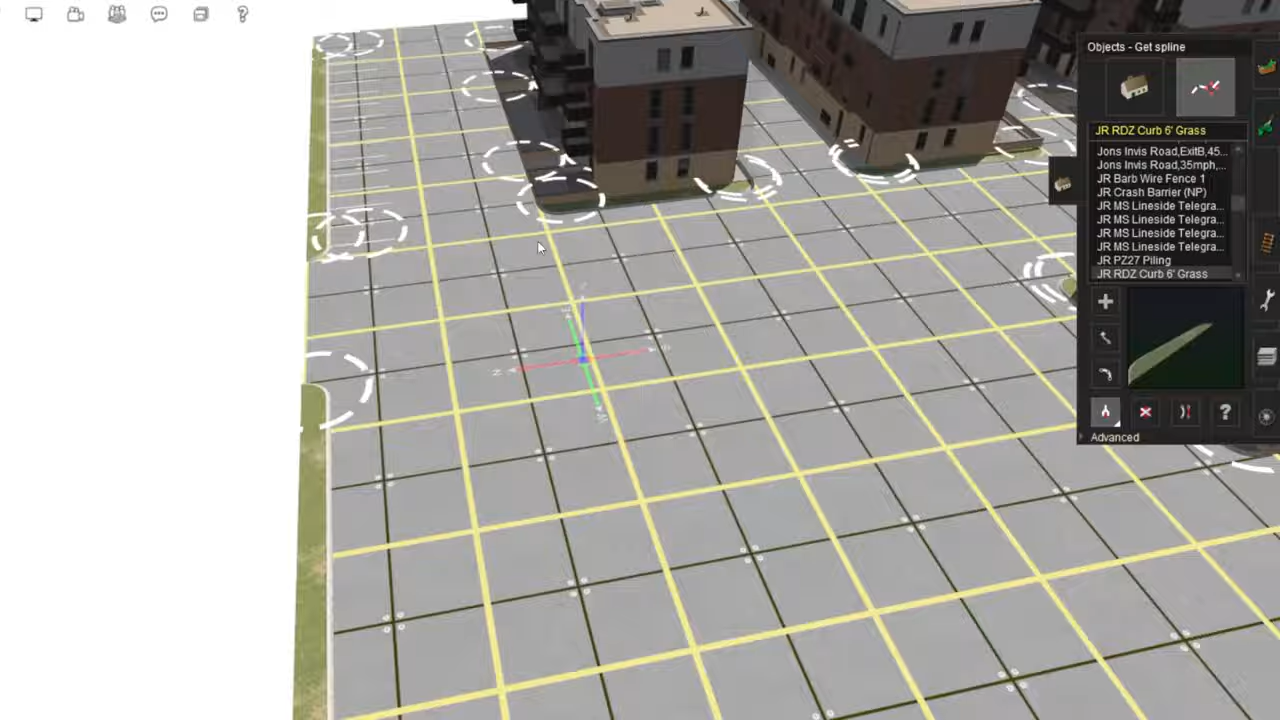 Objects - Get spline
JR RDZ Curb 6' Grass
Jons Invis Road,ExitB,45...
Jons Invis Road,35mph,...
JR Barb Wire Fence 1
JR Crash Barrier (NP)
JR MS Lineside Telegra...
JR MS Lineside Telegra...
JR MS Lineside Telegra...
JR MS Lineside Telegra...
JR PZ27 Piling
JR RDZ Curb 6' Grass
Advanced